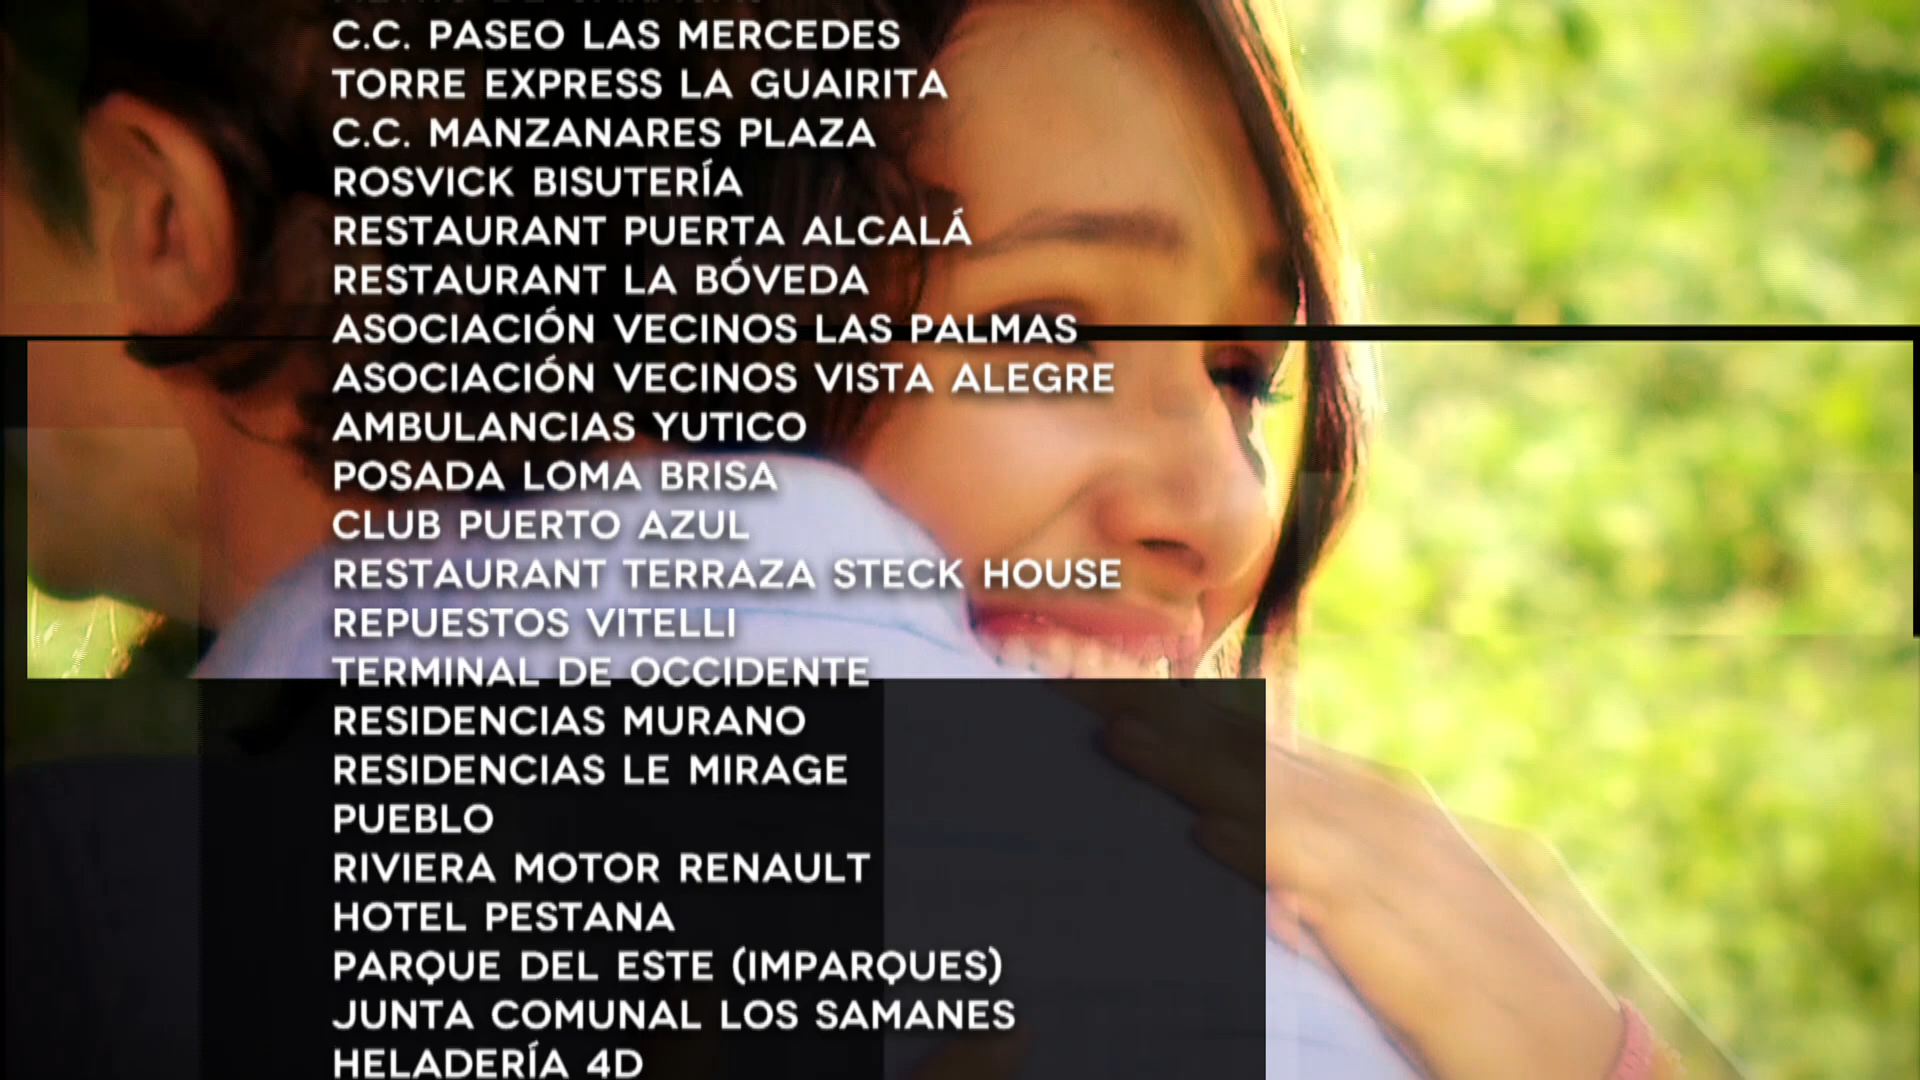 C.C. PASEO LAS MERCEDES
TORRE EXPRESS LA GUAIRITA
C.C. MANZANARES PLAZA
ROSVICK BISUTERÍA
RESTAURANT PUERTA ALCALÁ
RESTAURANT LA BÓVEDA
ASOCIACIÓN VECINOS LAS PALMAS
ASOCIACIÓN VECINOS VISTA ALEGRE
AMBULANCIAS YUTICO
POSADA LOMA BRISA
CLUB PUERTO AZUL
RESTAURANT TERRAZA STECK HOUSE
REPUESTOS VITELLI
TERMINAL DE OCCIDENTE
RESIDENCIAS MURANO
RESIDENCIAS LE MIRAGE
PUEBLO
RIVIERA MOTOR RENAULT
HOTEL PESTANA
PARQUE DEL ESTE (IMPARQUES)
JUNTA COMUNAL LOS SAMANES
HELADERÍA 4D